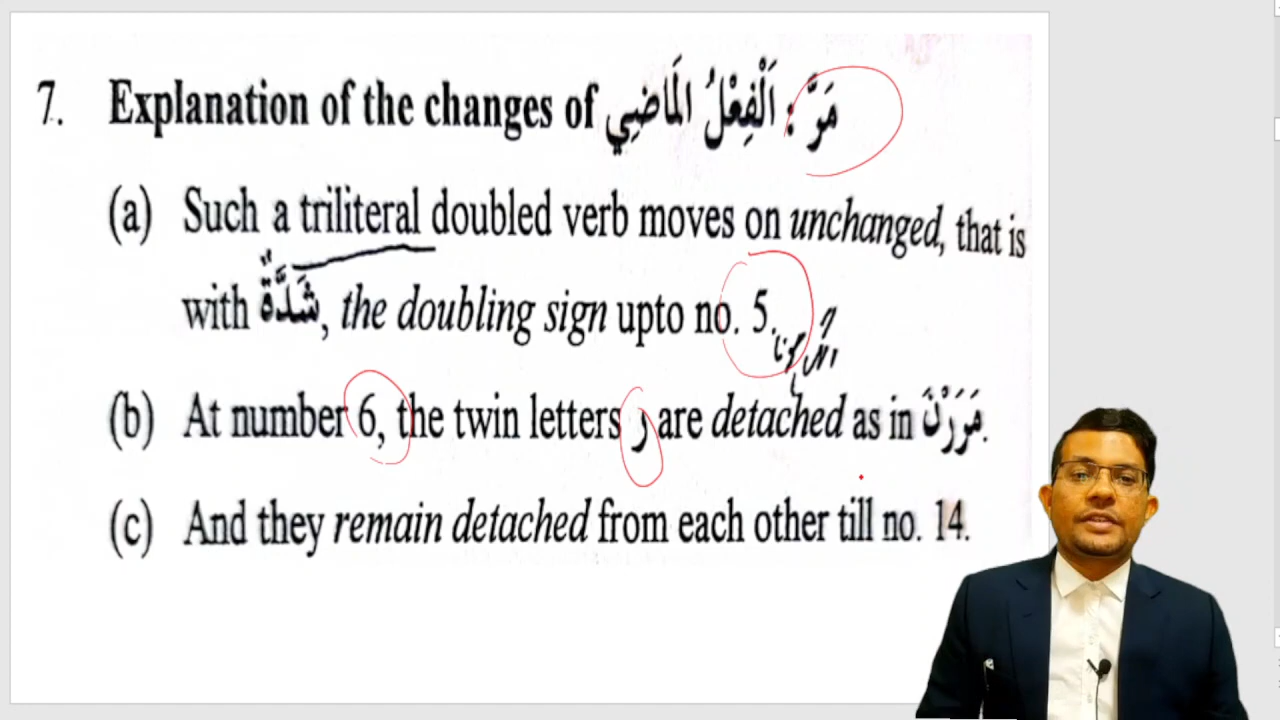 7. Explanation of the changes of اَلْفِعْلُ المَاضِي : مَرَّ
(a) Such a triliteral doubled verb moves on unchanged, that is
with شَدَّةٌ, the doubling sign upto no. 5.
(b) At number 6, the twin letters ر are detached as in مَرَرْنَ.
(c) And they remain detached from each other till no. 14.